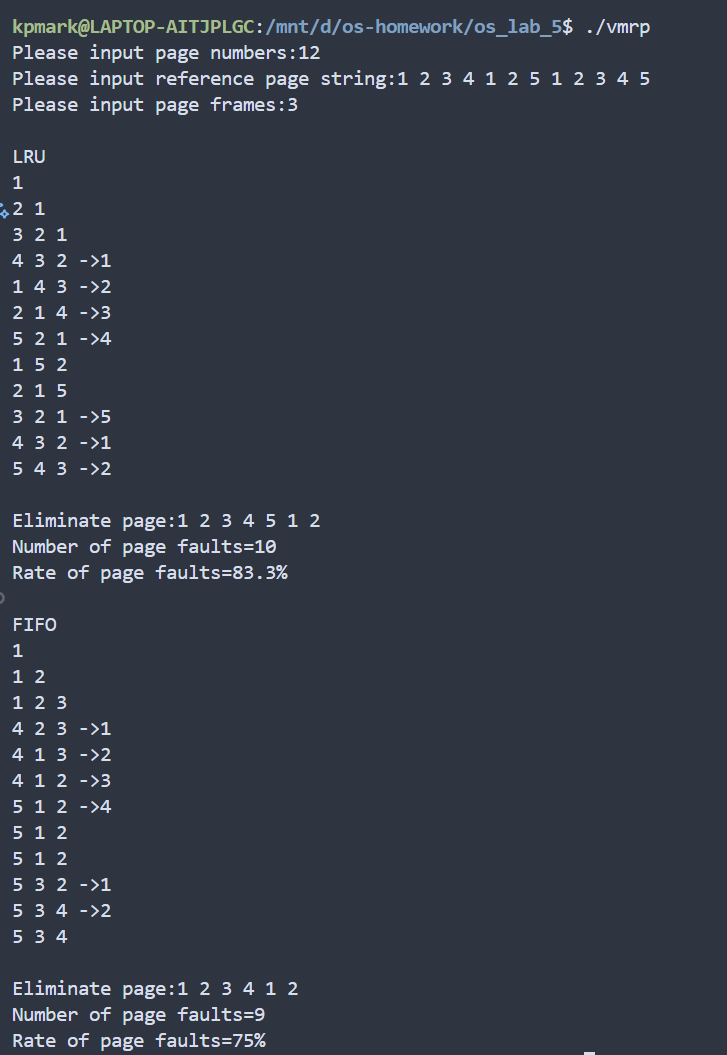 kpmark@LAPTOP-AITJPLGC:/mnt/d/os-homework/os_lab_5$ ./vmrp
Please input page numbers:12
Please input reference page string:1 2 3 4 1 2 5 1 2 3 4 5
Please input page frames:3

LRU
1
2 1
3 2 1
4 3 2 ->1
1 4 3 ->2
2 1 4 ->3
5 2 1 ->4
1 5 2
2 1 5
3 2 1 ->5
4 3 2 ->1
5 4 3 ->2

Eliminate page:1 2 3 4 5 1 2
Number of page faults=10
Rate of page faults=83.3%

FIFO
1
1 2
1 2 3
4 2 3 ->1
4 1 3 ->2
4 1 2 ->3
5 1 2 ->4
5 1 2
5 1 2
5 3 2 ->1
5 3 4 ->2
5 3 4

Eliminate page:1 2 3 4 1 2
Number of page faults=9
Rate of page faults=75%